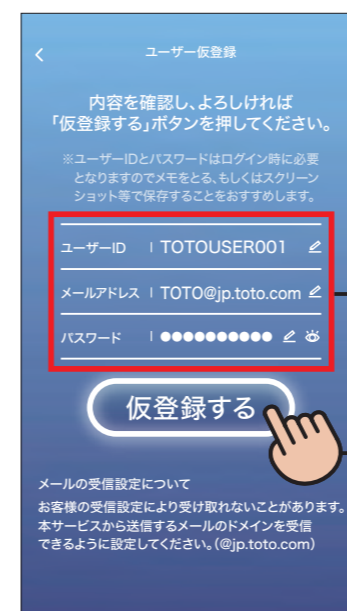 ユーザー仮登録
内容を確認し、よろしければ
「仮登録する」ボタンを押してください。
※ユーザーIDとパスワードはログイン時に必要
となりますのでメモをとる、もしくはスクリーン
ショット等で保存することをおすすめします。
ユーザーID | TOTOUSER001
メールアドレス | TOTO@jp.toto.com
パスワード | ●●●●●●●●●●
仮登録する
メールの受信設定について
お客様の受信設定により受け取れないことがあります。
本サービスから送信するメールのドメインを受信
できるように設定してください。(@jp.toto.com)